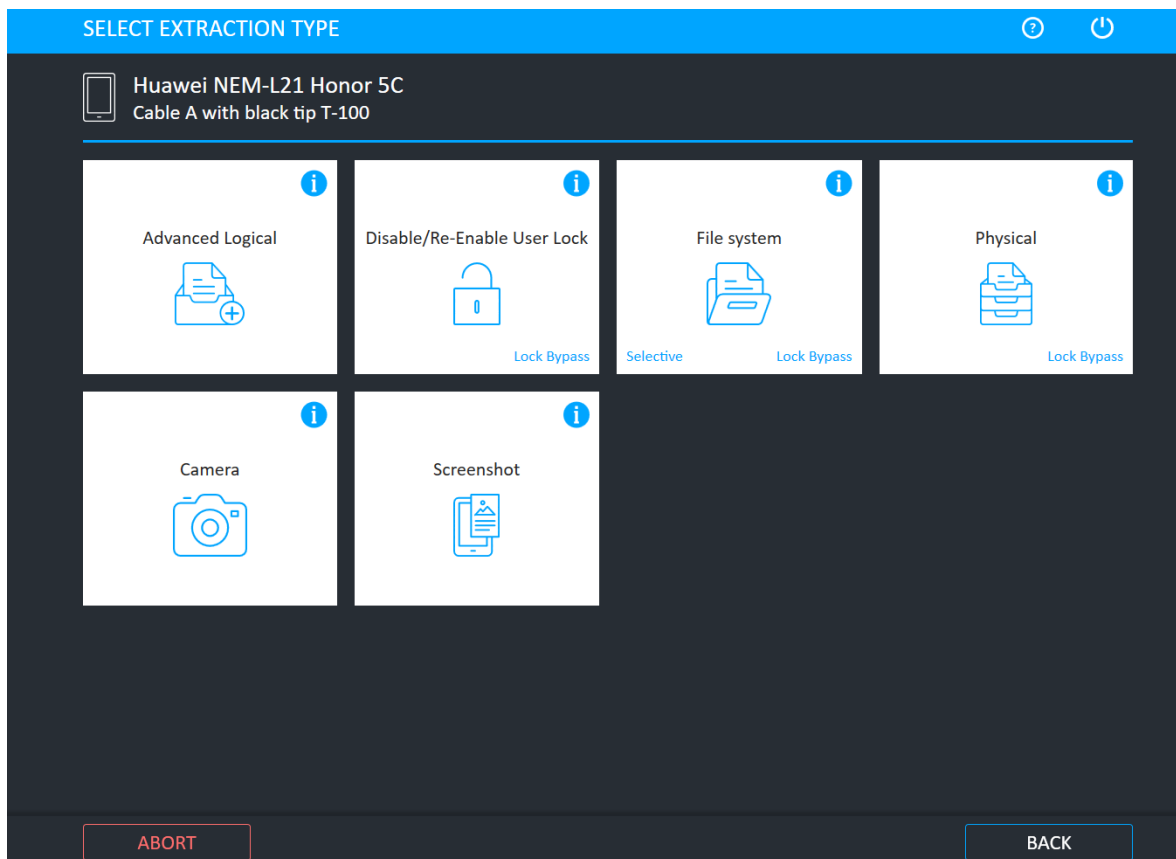 SELECT EXTRACTION TYPE
Huawei NEM-L21 Honor 5C
Cable A with black tip T-100
Advanced Logical
Disable/Re-Enable User Lock
Lock Bypass
File system
Selective Lock Bypass
Physical
Lock Bypass
Camera
Screenshot
ABORT
BACK